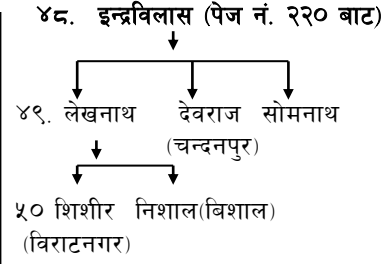 ४८. इन्द्रविलास (पेज नं. २२० बाट)
४९. लेखनाथ देवराज सोमनाथ
(चन्दनपुर)
५० शिशीर निशाल(बिशाल)
(विराटनगर)